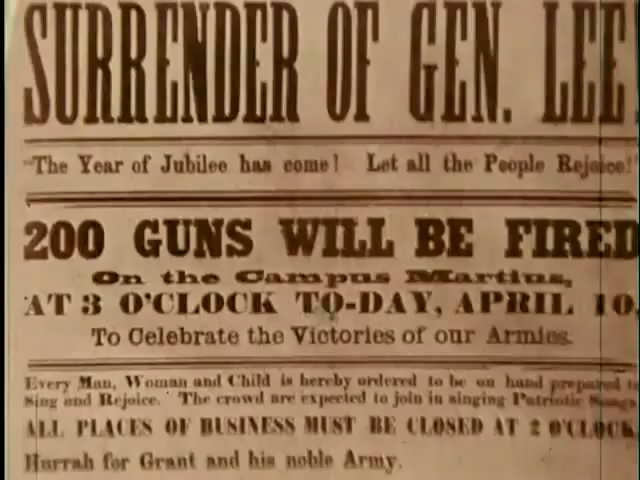 SURRENDER OF GEN. LEE
"The Year of Jubilee has come! Let all the People Rejoice!
200 GUNS WILL BE FIRED
On the Campus Martius,
AT 3 O'CLOCK TO-DAY, APRIL 10,
To Celebrate the Victories of our Armies.
Every Man, Woman and Child is hereby ordered to be on hand prepared t
Sing and Rejoice. The crowd are expected to join in singing Patriotic Songs
ALL PLACES OF BUSINESS MUST BE CLOSED AT 2 O'CLOCK
Hurrah for Grant and his noble Army.